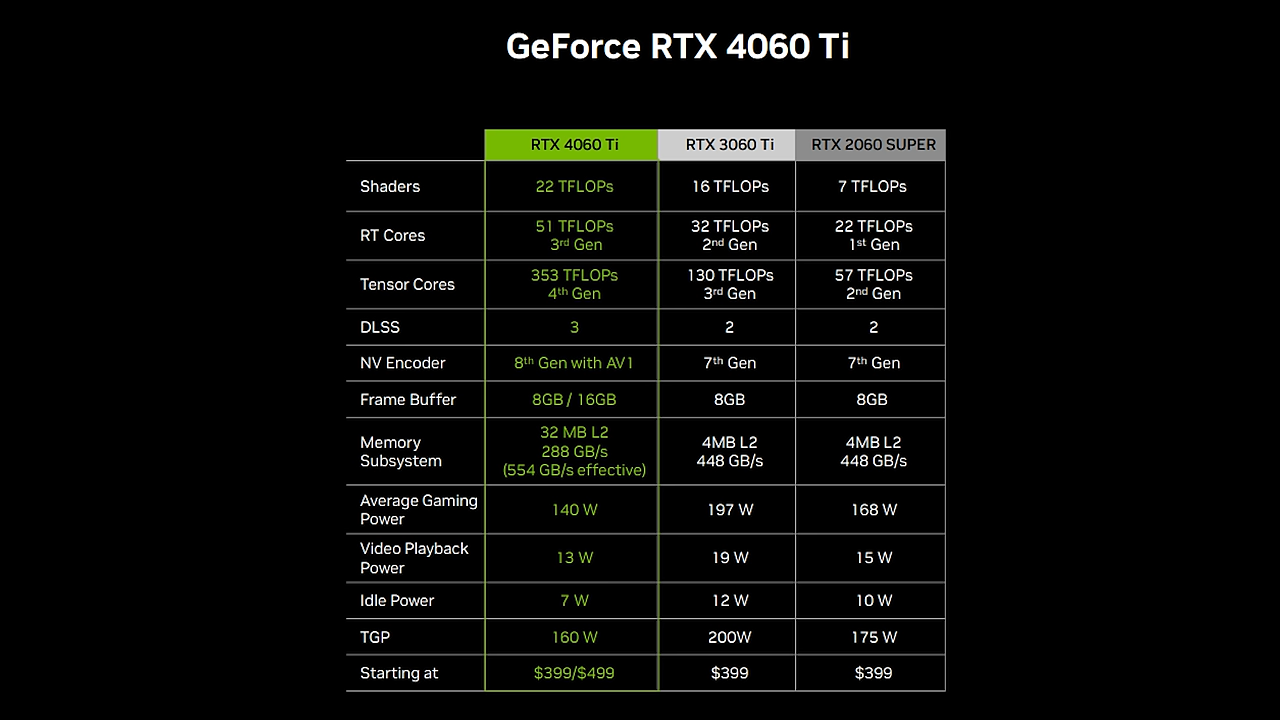 GeForce RTX 4060 Ti
RTX 4060 Ti RTX 3060 Ti RTX 2060 SUPER
Shaders 22 TFLOPs 16 TFLOPs 7 TFLOPs
RT Cores 51 TFLOPs 3rd Gen 32 TFLOPs 2nd Gen 22 TFLOPs 1st Gen
Tensor Cores 353 TFLOPs 4th Gen 130 TFLOPs 3rd Gen 57 TFLOPs 2nd Gen
DLSS 3 2 2
NV Encoder 8th Gen with AV1 7th Gen 7th Gen
Frame Buffer 8GB / 16GB 8GB 8GB
Memory Subsystem 32 MB L2 288 GB/s (554 GB/s effective) 4MB L2 448 GB/s 4MB L2 448 GB/s
Average Gaming Power 140 W 197 W 168 W
Video Playback Power 13 W 19 W 15 W
Idle Power 7 W 12 W 10 W
TGP 160 W 200W 175 W
Starting at $399/$499 $399 $399